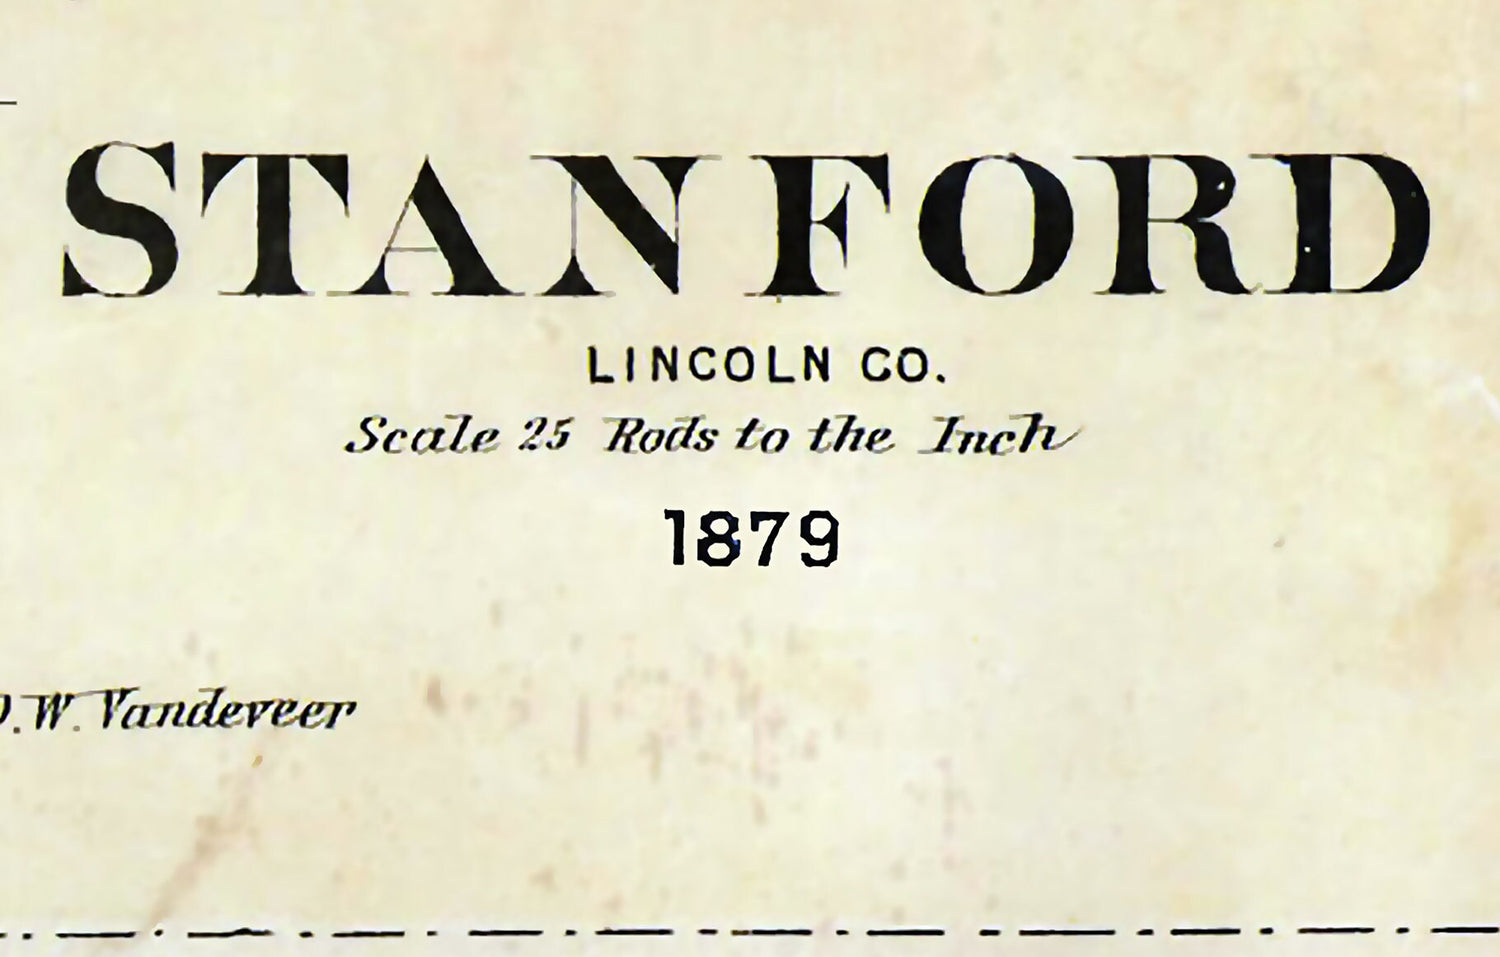 STANFORD
LINCOLN CO.
Scale 25 Rods to the Inch
1879
W. Vandeveer